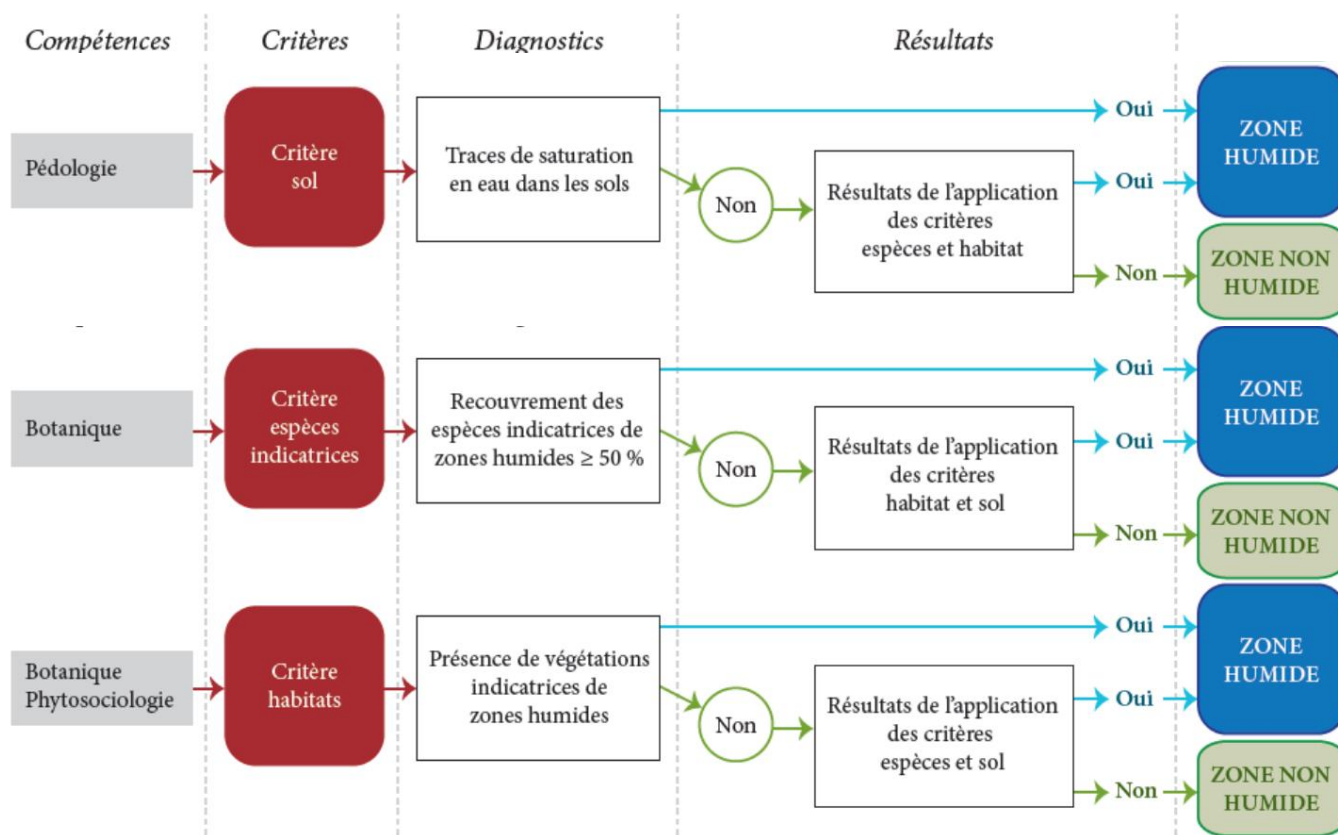 Compétences
Critères
Diagnostics
Résultats
Pédologie
Critère
sol
Traces de saturation
en eau dans les sols
Non
Résultats de l’application
des critères
espèces et habitat
Oui
Oui
Non
ZONE
HUMIDE
ZONE NON
HUMIDE
Botanique
Critère
espèces
indicatrices
Recouvrement des
espèces indicatrices de
zones humides ≥ 50 %
Non
Résultats de l’application
des critères
habitat et sol
Oui
Oui
Non
ZONE
HUMIDE
ZONE NON
HUMIDE
Botanique
Phytosociologie
Critère
habitats
Présence de végétations
indicatrices de
zones humides
Non
Résultats de l’application
des critères
espèces et sol
Oui
Oui
Non
ZONE
HUMIDE
ZONE NON
HUMIDE